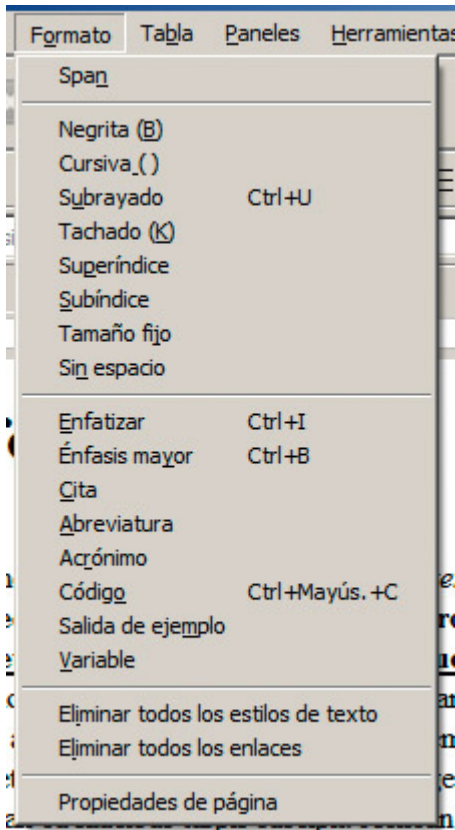 Formato Tabla Paneles Herramientas
Span
Negrita (B)
Cursiva ( )
Subrayado Ctrl+U
Tachado (K)
Superíndice
Subíndice
Tamaño fijo
Sin espacio
Enfatizar Ctrl+I
Énfasis mayor Ctrl+B
Cita
Abreviatura
Acrónimo
Código Ctrl+Mayús.+C
Salida de ejemplo
Variable
Eliminar todos los estilos de texto
Eliminar todos los enlaces
Propiedades de página